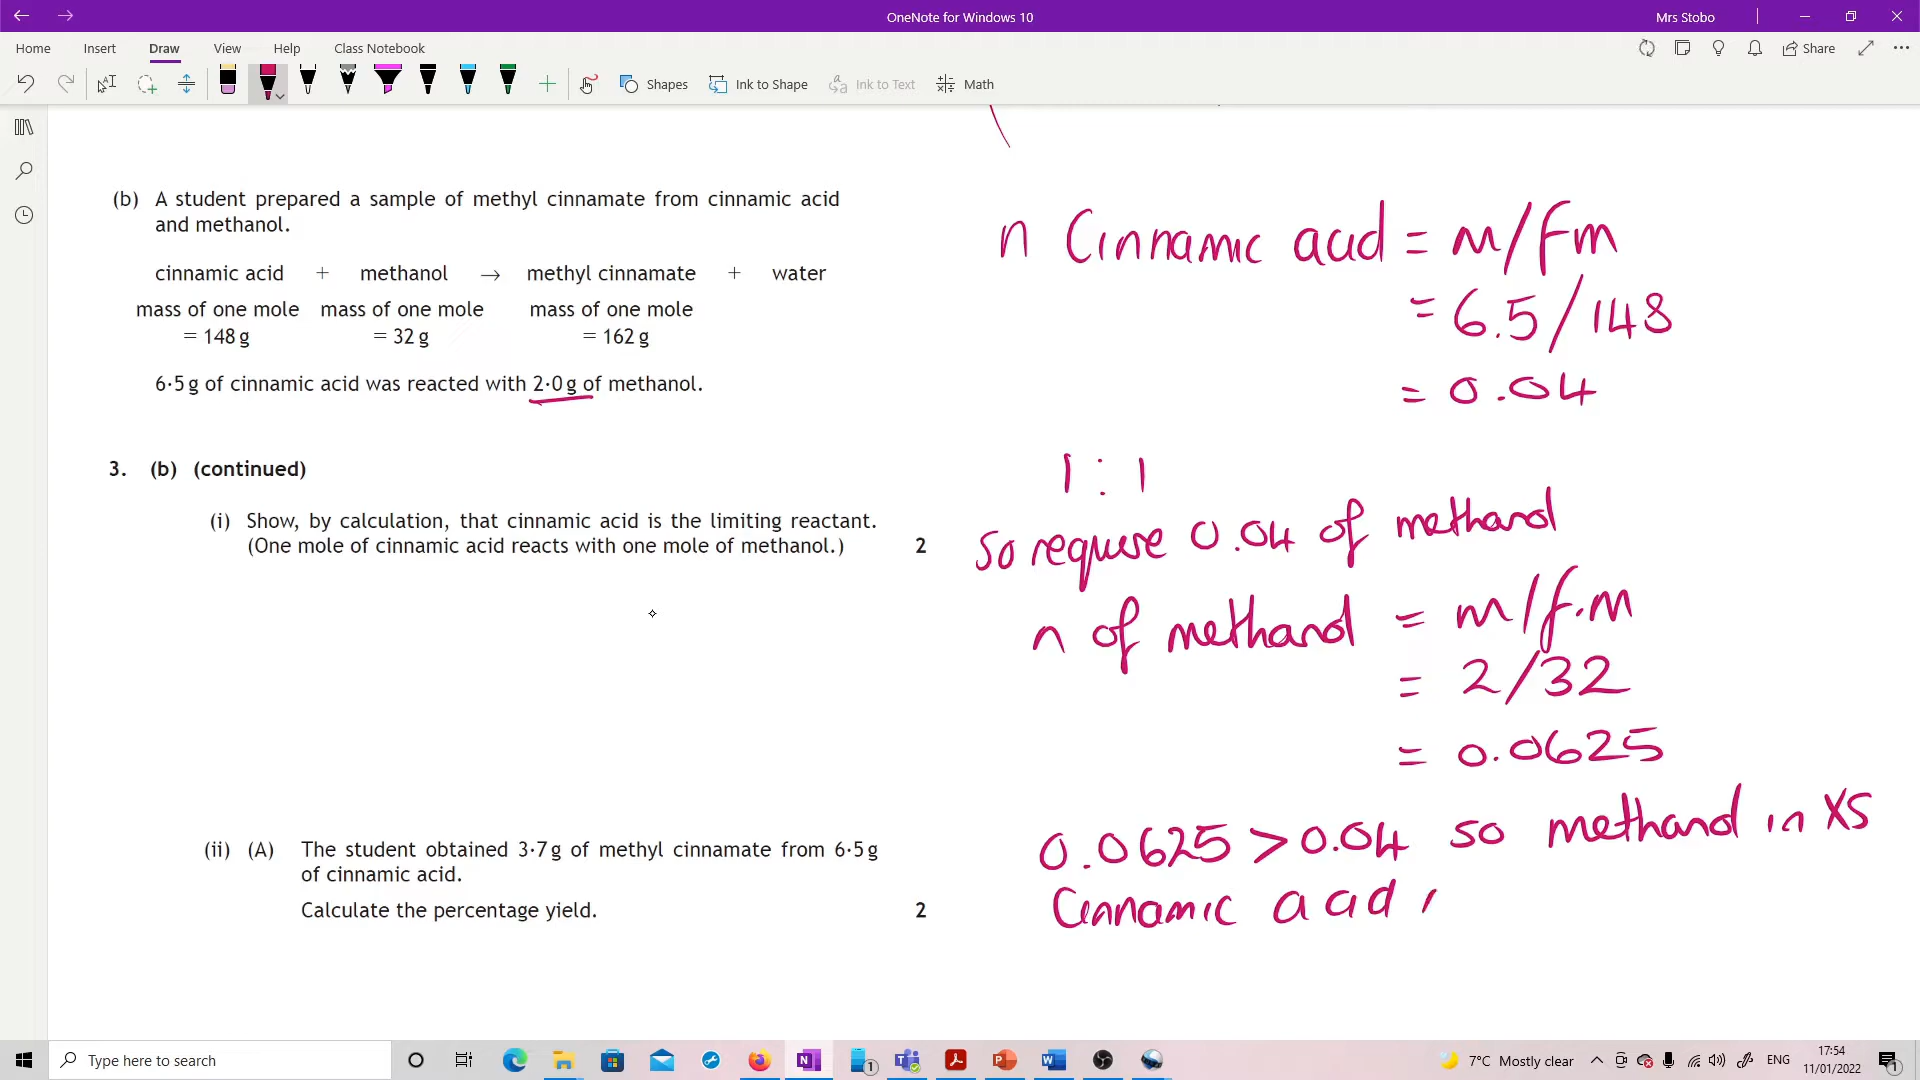 OneNote for Windows 10
Mrs Stobo
Home Insert Draw View Help Class Notebook
Share
Shapes Ink to Shape Ink to Text Math
(b) A student prepared a sample of methyl cinnamate from cinnamic acid
and methanol.
cinnamic acid + methanol → methyl cinnamate + water
mass of one mole mass of one mole mass of one mole
= 148 g = 32 g = 162 g
6·5 g of cinnamic acid was reacted with 2·0 g of methanol.
3. (b) (continued)
(i) Show, by calculation, that cinnamic acid is the limiting reactant.
(One mole of cinnamic acid reacts with one mole of methanol.) 2
(ii) (A) The student obtained 3·7 g of methyl cinnamate from 6·5 g
of cinnamic acid.
Calculate the percentage yield. 2
n Cinnamic acid = m/Fm
= 6.5/148
= 0.04
1 : 1
So require 0.04 of methanol
n of methanol = m/f.m
= 2/32
= 0.0625
0.0625 > 0.04 so methanol in XS
Cinnamic acid
Type here to search
1
7°C Mostly clear
ENG
17:54
11/01/2022
1